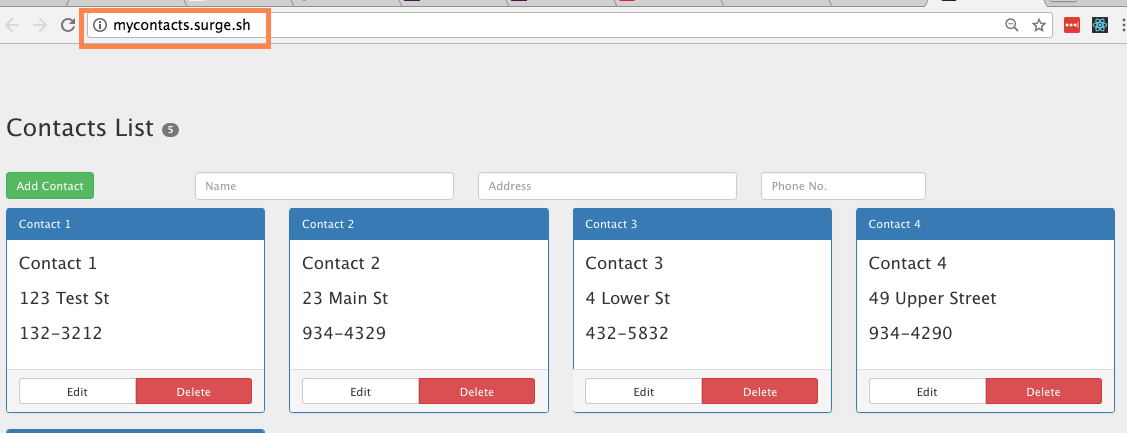 mycontacts.surge.sh
Contacts List 5
Add Contact Name Address Phone No.
Contact 1 Contact 2 Contact 3 Contact 4
Contact 1 Contact 2 Contact 3 Contact 4
123 Test St 23 Main St 4 Lower St 49 Upper Street
132-3212 934-4329 432-5832 934-4290
Edit Delete Edit Delete Edit Delete Edit Delete